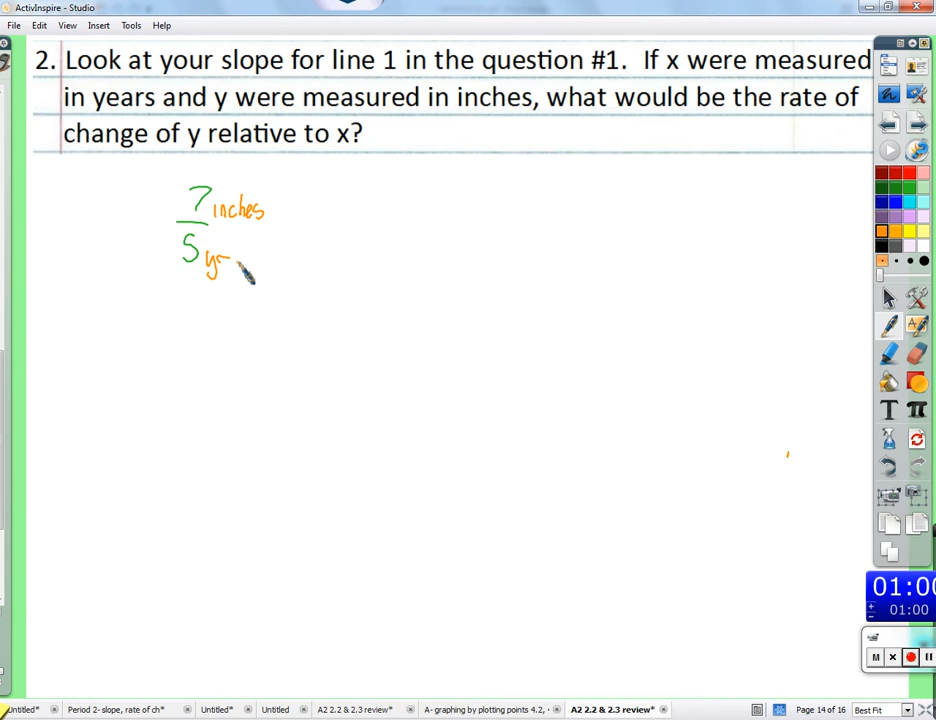 ActivInspire - Studio
File Edit View Insert Tools Help
2. Look at your slope for line 1 in the question #1. If x were measured
in years and y were measured in inches, what would be the rate of
change of y relative to x?
7 inches
5 ye
01:00
01:00
M
Untitled* Period 2- slope, rate of ch* Untitled* Untitled A2 2.2 & 2.3 review* A- graphing by plotting points 4.2, A2 2.2 & 2.3 review* Page 14 of 16 Best Fit